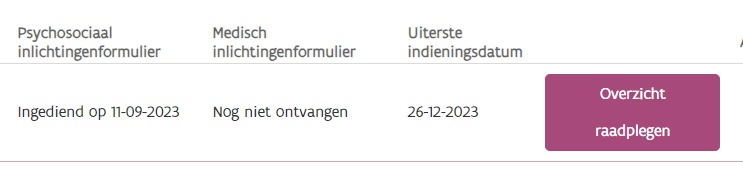 Psychosociaal
inlichtingenformulier
Medisch
inlichtingenformulier
Uiterste
indieningsdatum
Ingediend op 11-09-2023
Nog niet ontvangen
26-12-2023
Overzicht
raadplegen